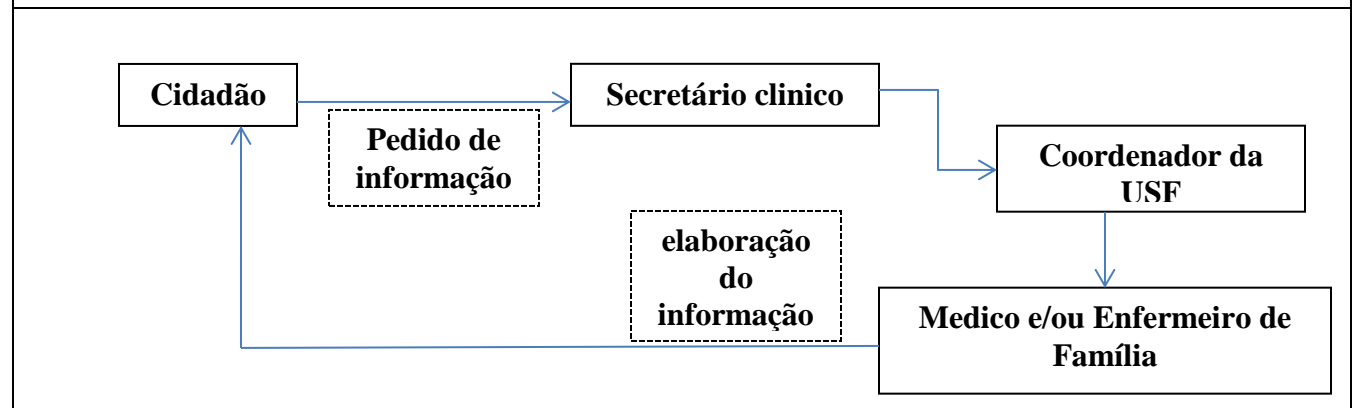 Cidadão
Secretário clinico
Pedido de
informação
Coordenador da
USF
elaboração
do
informação
Medico e/ou Enfermeiro de
Família